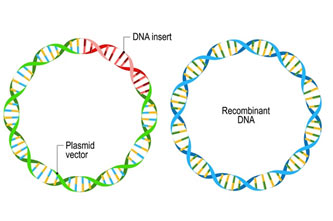 DNA insert
Plasmid
vector
Recombinant
DNA